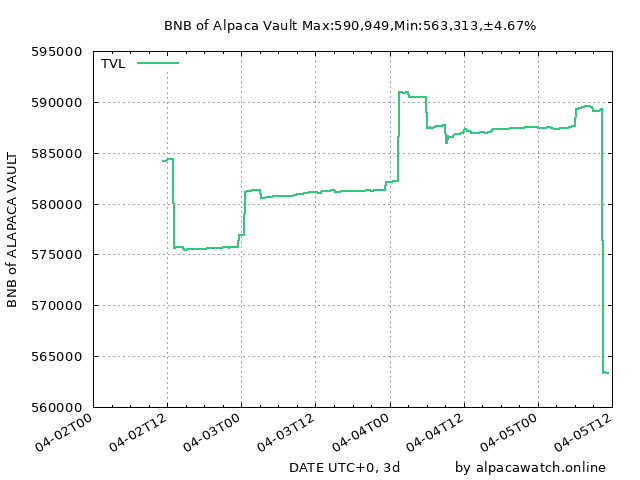 BNB of Alpaca Vault Max:590,949,Min:563,313,±4.67%
TVL
595000
590000
585000
580000
575000
570000
565000
560000
BNB of ALAPACA VAULT
04-02T00
04-02T12
04-03T00
04-03T12
04-04T00
04-04T12
04-05T00
04-05T12
DATE UTC+0, 3d
by alpacawatch.online